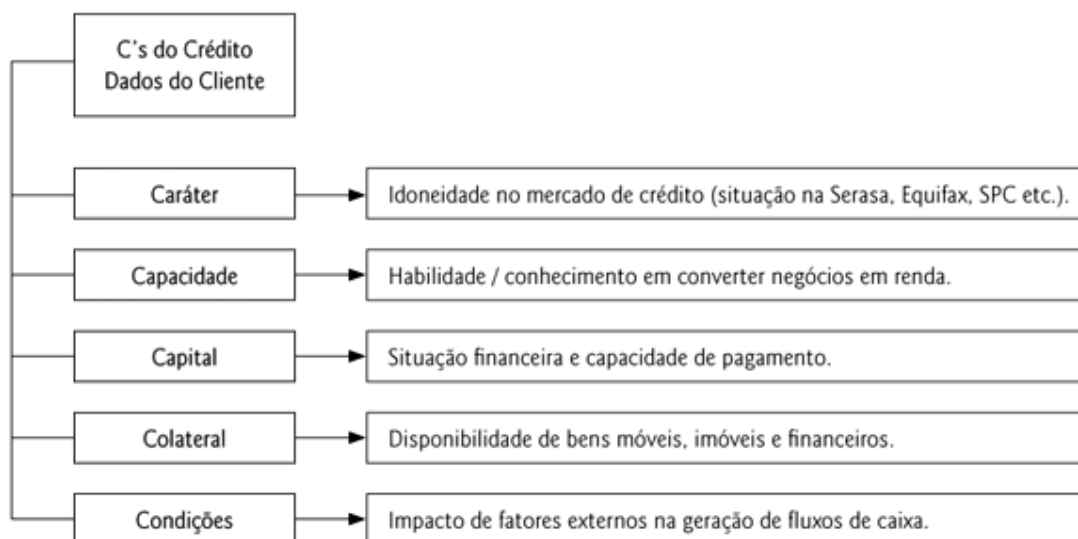 C's do Crédito
Dados do Cliente
Caráter
Idoneidade no mercado de crédito (situação na Serasa, Equifax, SPC etc.).
Capacidade
Habilidade / conhecimento em converter negócios em renda.
Capital
Situação financeira e capacidade de pagamento.
Colateral
Disponibilidade de bens móveis, imóveis e financeiros.
Condições
Impacto de fatores externos na geração de fluxos de caixa.